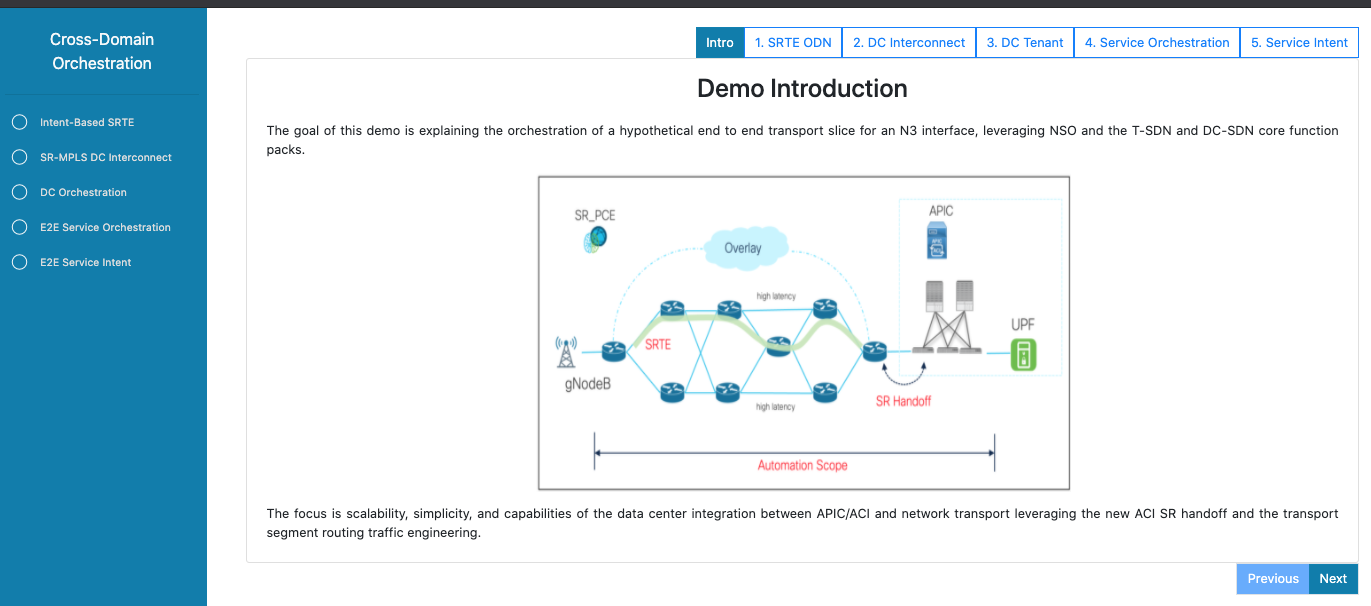 Cross-Domain
Orchestration
Intent-Based SRTE
SR-MPLS DC Interconnect
DC Orchestration
E2E Service Orchestration
E2E Service Intent
Intro
1. SRTE ODN
2. DC Interconnect
3. DC Tenant
4. Service Orchestration
5. Service Intent
Demo Introduction
The goal of this demo is explaining the orchestration of a hypothetical end to end transport slice for an N3 interface, leveraging NSO and the T-SDN and DC-SDN core function
packs.
SR_PCE
APIC
Overlay
high latency
UPF
SRTE
gNodeB
SR Handoff
high latency
Automation Scope
The focus is scalability, simplicity, and capabilities of the data center integration between APIC/ACI and network transport leveraging the new ACI SR handoff and the transport
segment routing traffic engineering.
Previous
Next